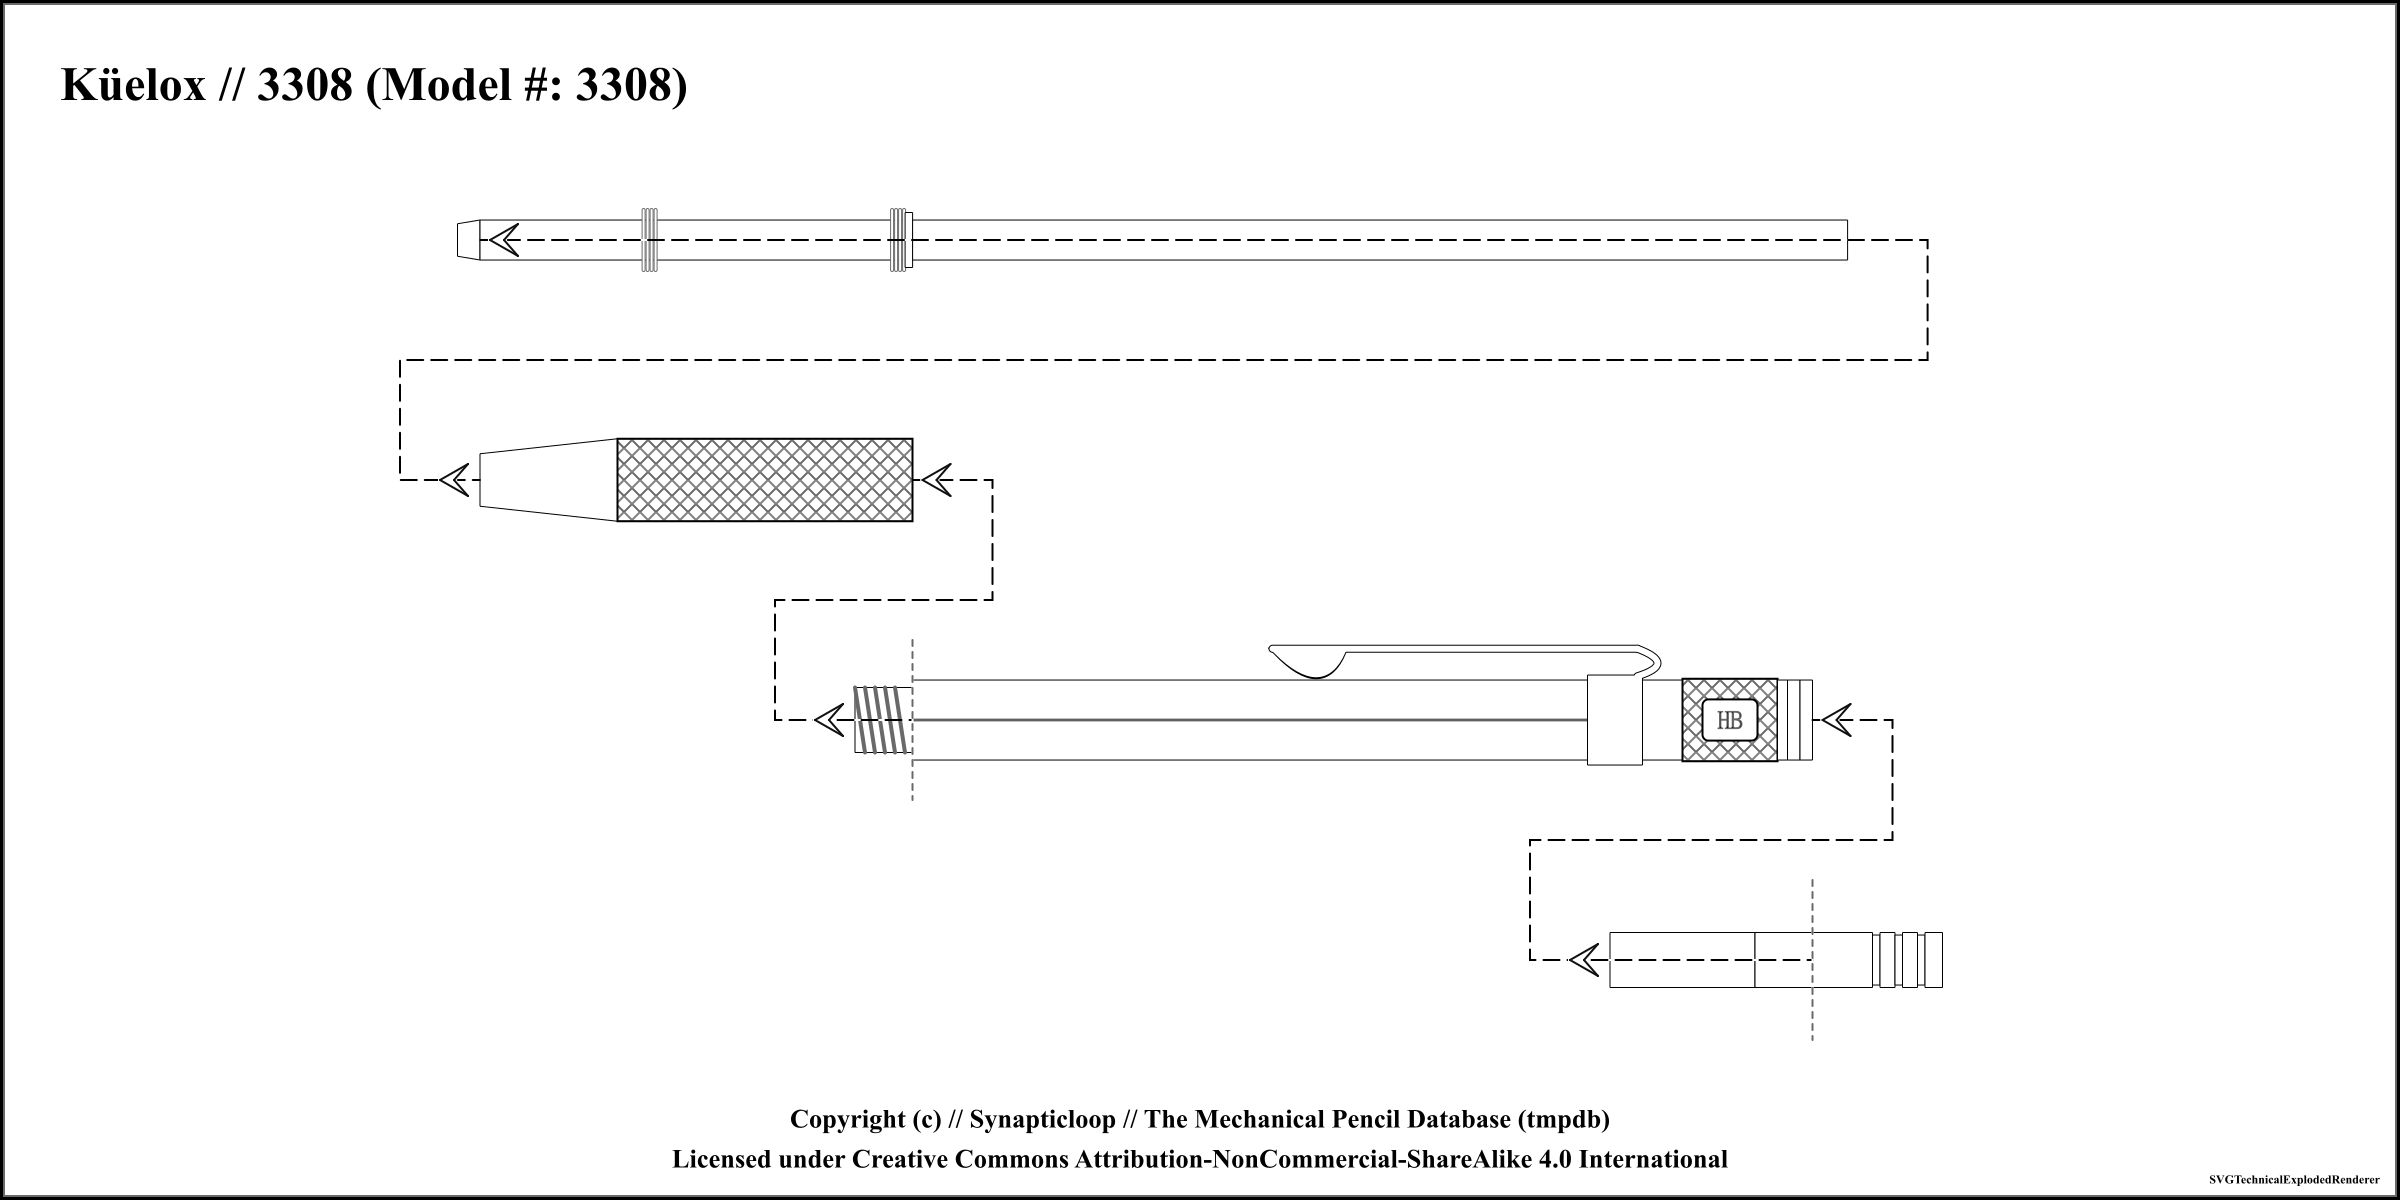 Küelox // 3308 (Model #: 3308)
HB
Copyright (c) // Synapticloop // The Mechanical Pencil Database (tmpdb)
Licensed under Creative Commons Attribution-NonCommercial-ShareAlike 4.0 International
SVGTechnicalExplodedRenderer